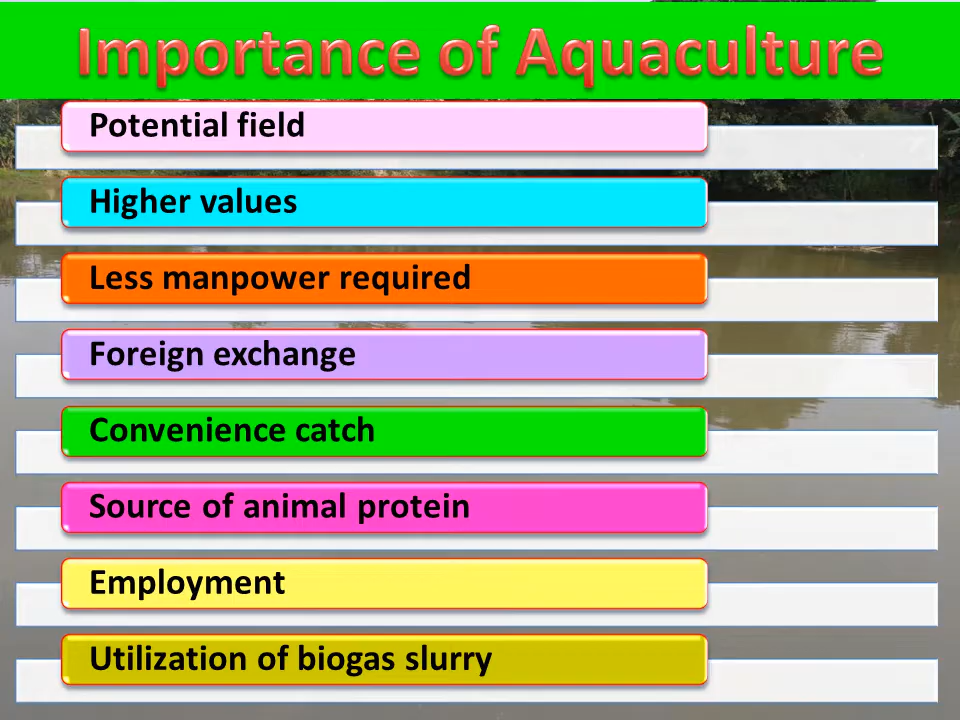 Importance of Aquaculture
Potential field
Higher values
Less manpower required
Foreign exchange
Convenience catch
Source of animal protein
Employment
Utilization of biogas slurry